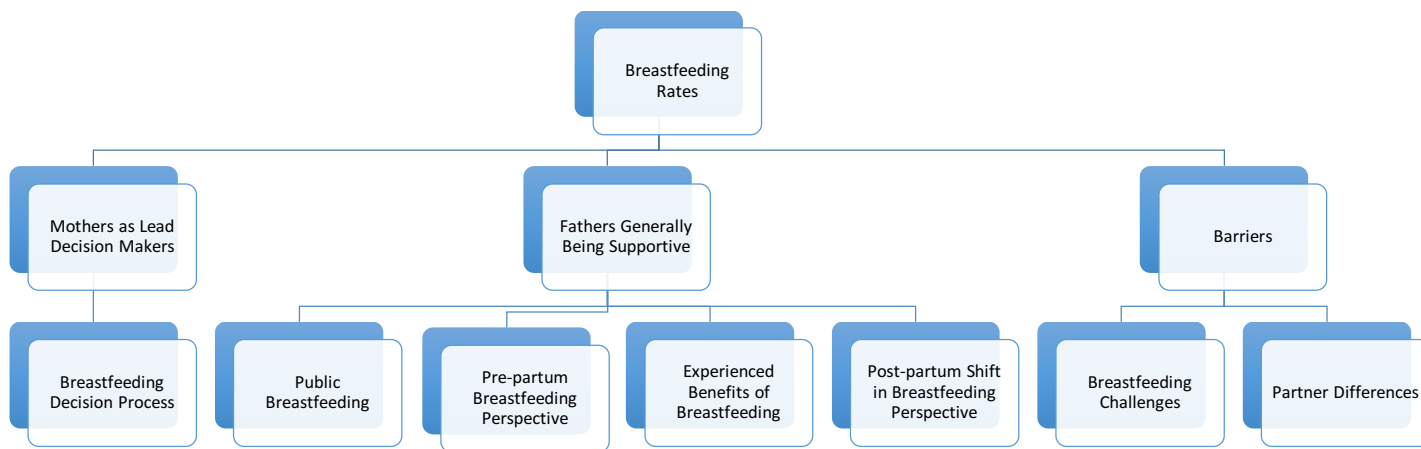 Breastfeeding
Rates
Mothers as Lead
Decision Makers
Fathers Generally
Being Supportive
Barriers
Breastfeeding
Decision Process
Public
Breastfeeding
Pre-partum
Breastfeeding
Perspective
Experienced
Benefits of
Breastfeeding
Post-partum Shift
in Breastfeeding
Perspective
Breastfeeding
Challenges
Partner Differences